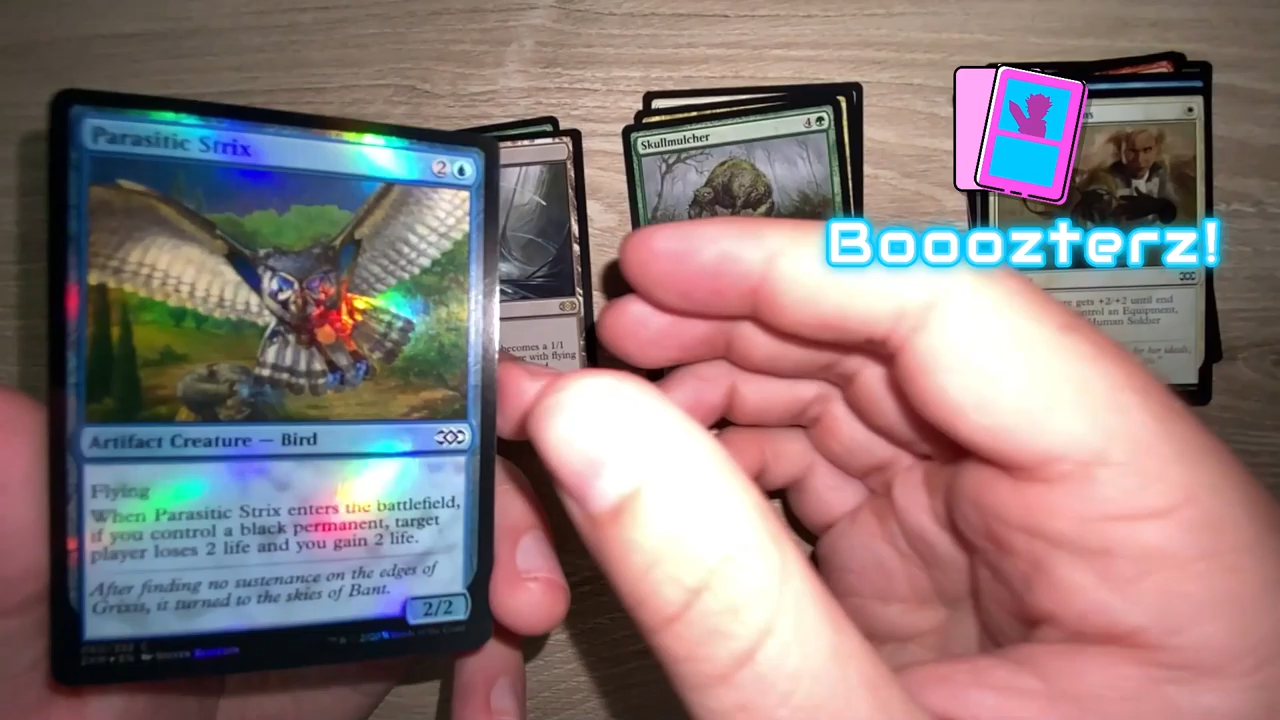 Parasitic Strix
2
Artifact Creature — Bird
Flying
When Parasitic Strix enters the battlefield,
if you control a black permanent, target
player loses 2 life and you gain 2 life.
After finding no sustenance on the edges of
Grixis, it turned to the skies of Bant.
2/2
becomes a 1/1
with flying
Skullmulcher
4
Booozterz!
gets +2/+2 until end
control an Equipment,
Human Soldier
for her ideals,